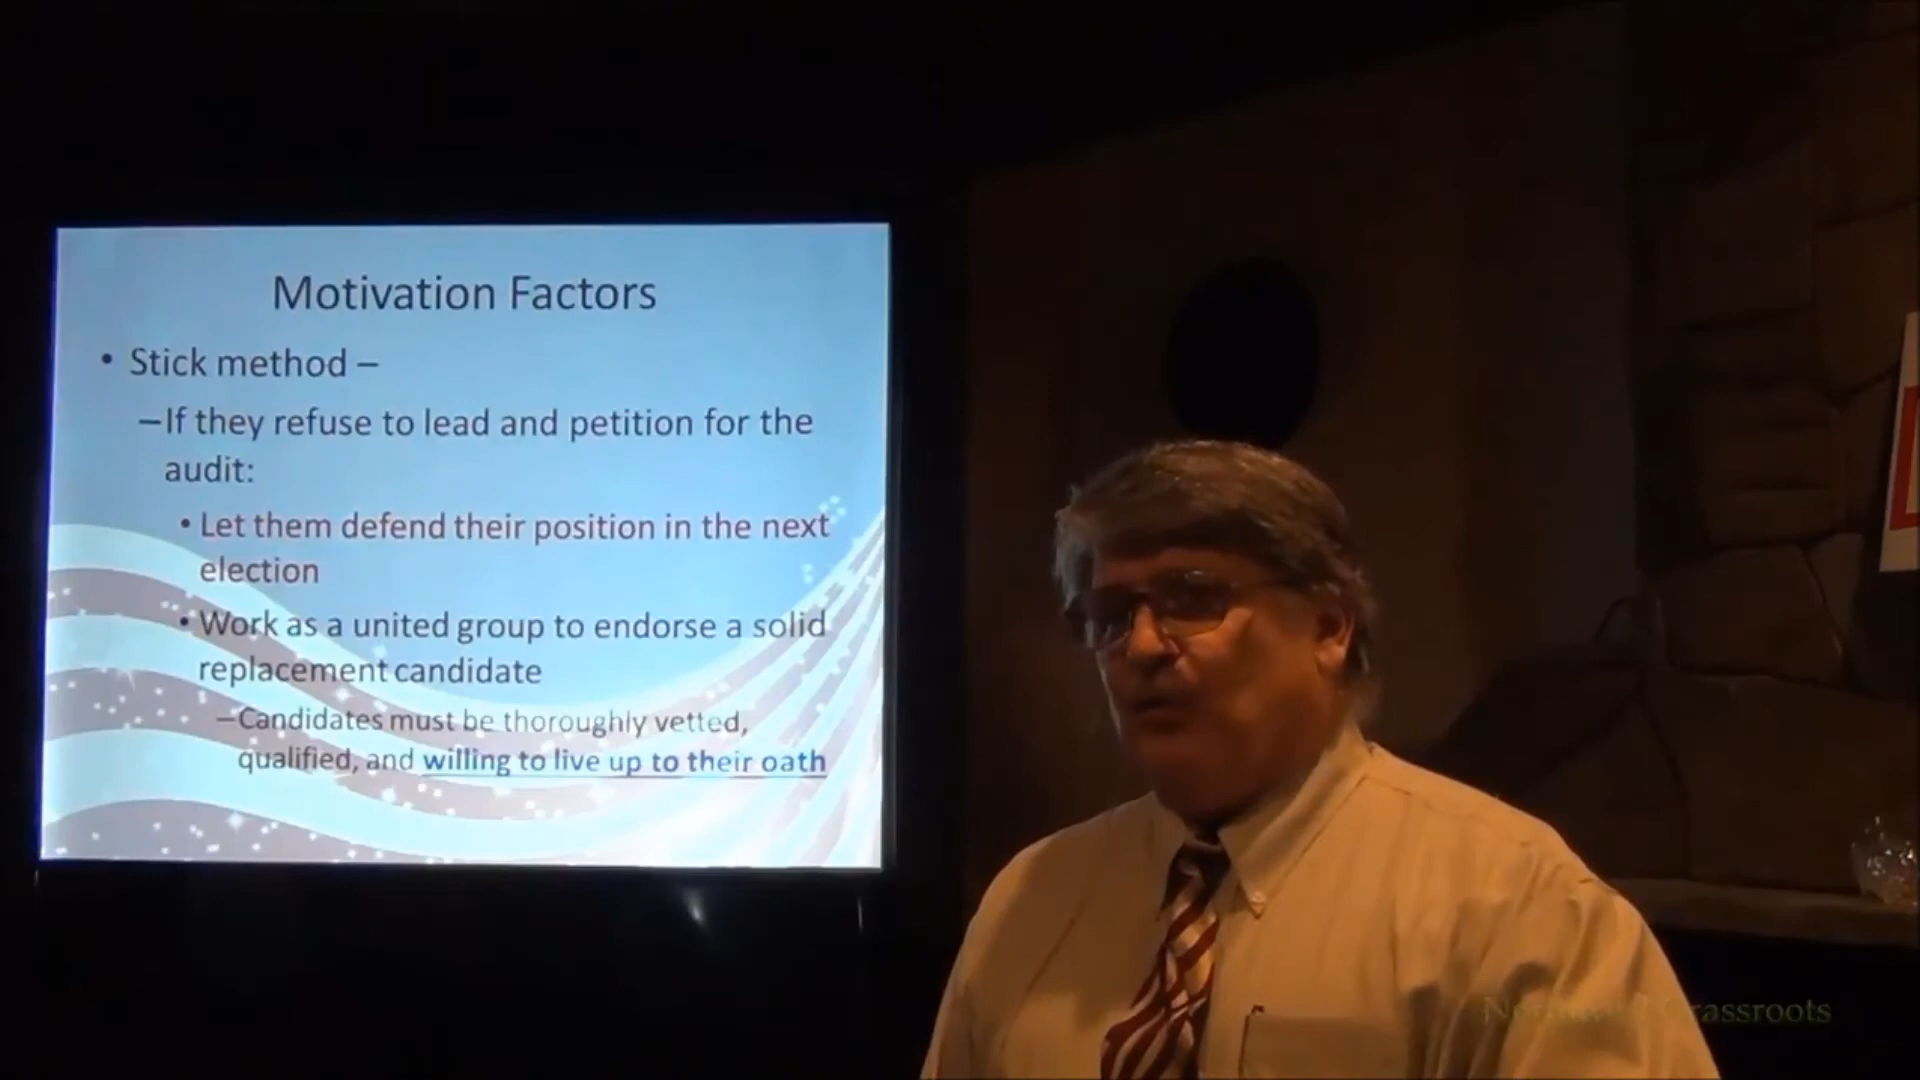 Motivation Factors
• Stick method –
–If they refuse to lead and petition for the
audit:
• Let them defend their position in the next
election
• Work as a united group to endorse a solid
replacement candidate
–Candidates must be thoroughly vetted,
qualified, and willing to live up to their oath
Grassroots